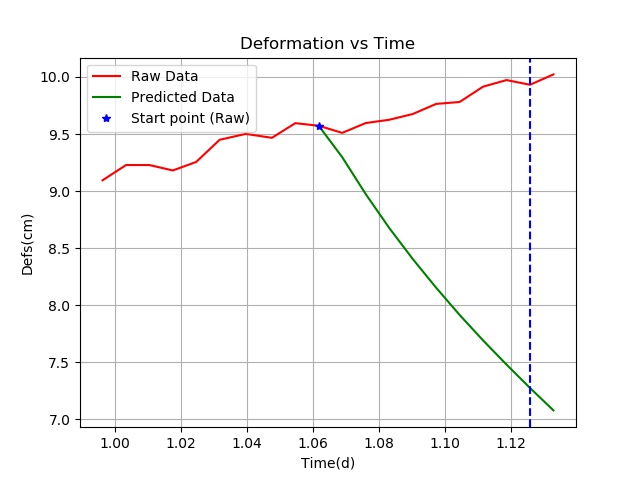 Deformation vs Time
Raw Data
Predicted Data
Start point (Raw)
10.0
9.5
9.0
8.5
8.0
7.5
7.0
Defs(cm)
1.00 1.02 1.04 1.06 1.08 1.10 1.12
Time(d)